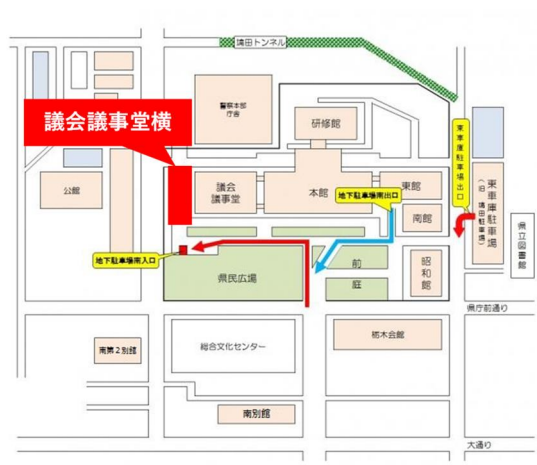 塙田トンネル
議会議事堂横
警察本部
庁舎
研修館
公館
議会
議事堂
本館
地下駐車場南出口
東館
南館
東車庫駐車場出口
東車庫駐車場
(旧 塙田駐車場)
県立図書館
地下駐車場南入口
県民広場
前
庭
昭和館
県庁前通り
南第2別館
総合文化センター
栃木会館
南別館
大通り